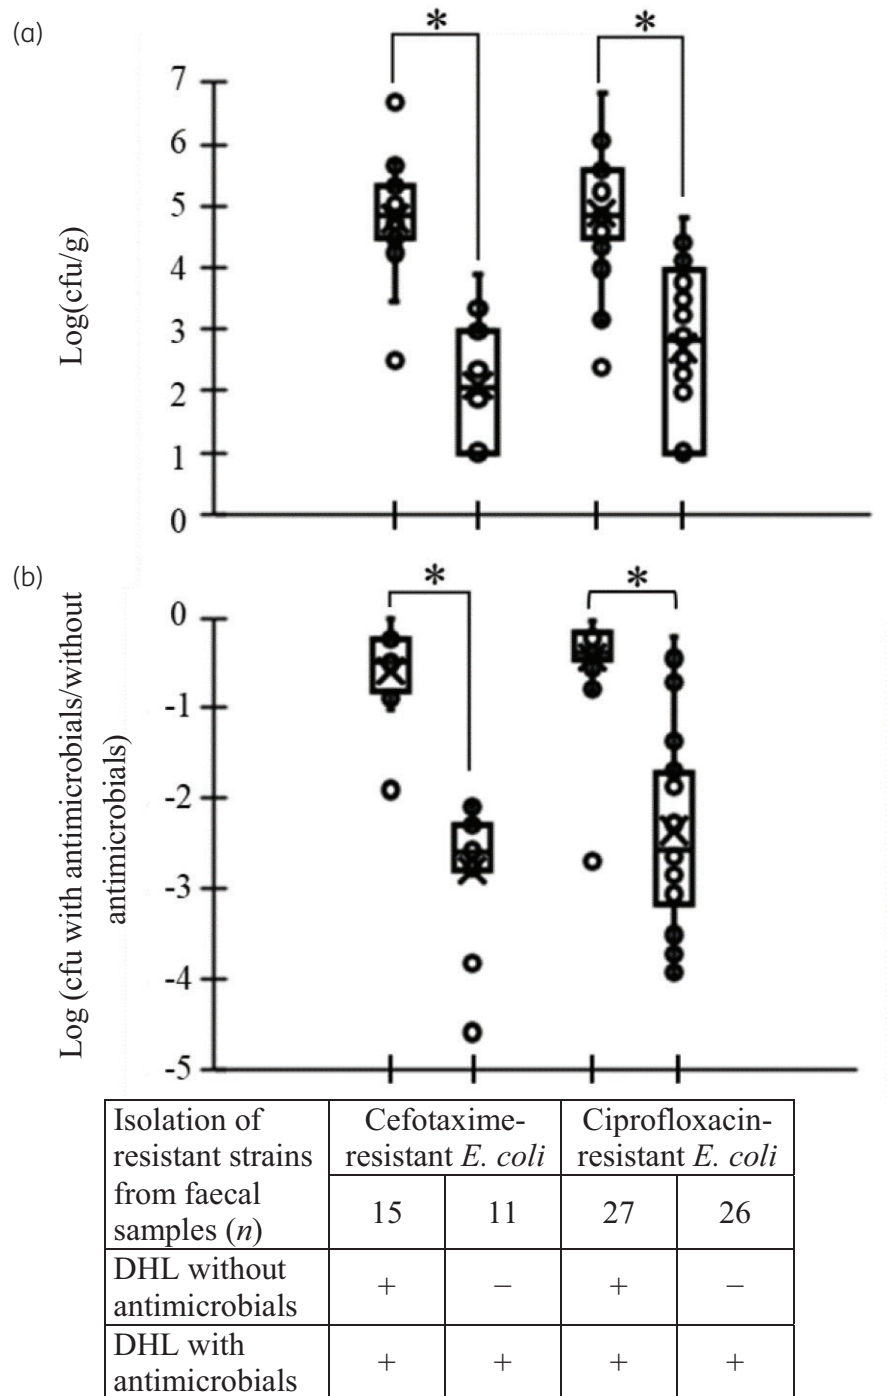 (a)
*
*
7
6
5
4
3
2
1
0
Log(cfu/g)
(b)
*
*
0
-1
-2
-3
-4
-5
Log (cfu with antimicrobials/without
antimicrobials)
Isolation of
resistant strains
from faecal
samples (n)
Cefotaxime-
resistant E. coli
Ciprofloxacin-
resistant E. coli
15
11
27
26
DHL without
antimicrobials
+
−
+
−
DHL with
antimicrobials
+
+
+
+